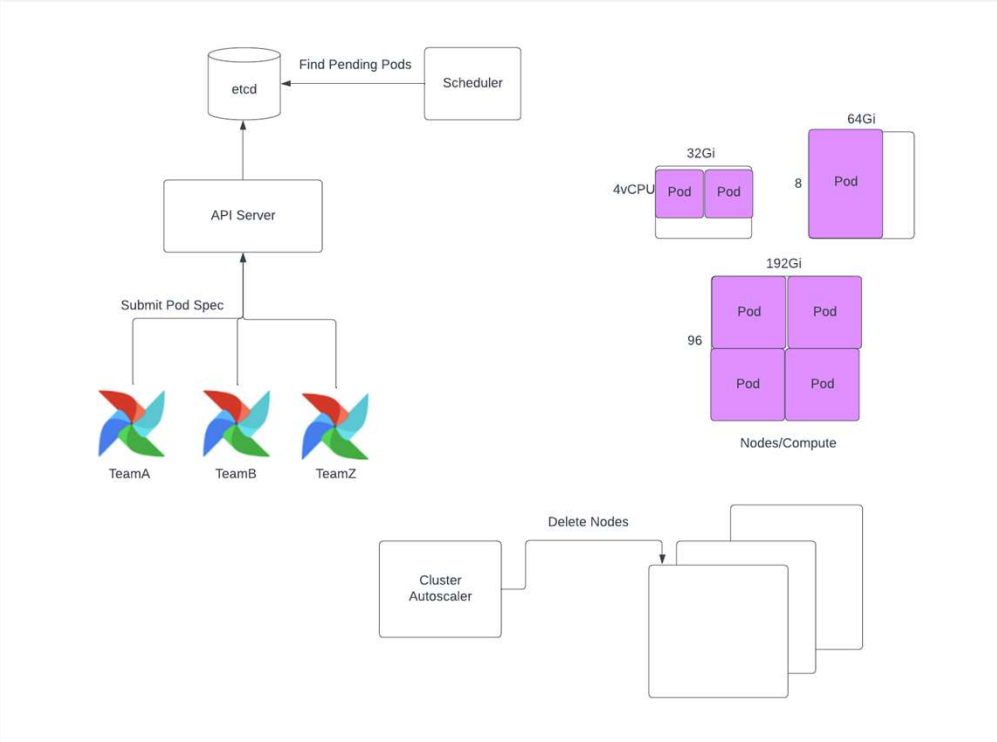 etcd
Find Pending Pods
Scheduler
API Server
Submit Pod Spec
TeamA
TeamB
TeamZ
32Gi
4vCPU
Pod
Pod
64Gi
8
Pod
192Gi
96
Pod
Pod
Pod
Pod
Nodes/Compute
Delete Nodes
Cluster
Autoscaler